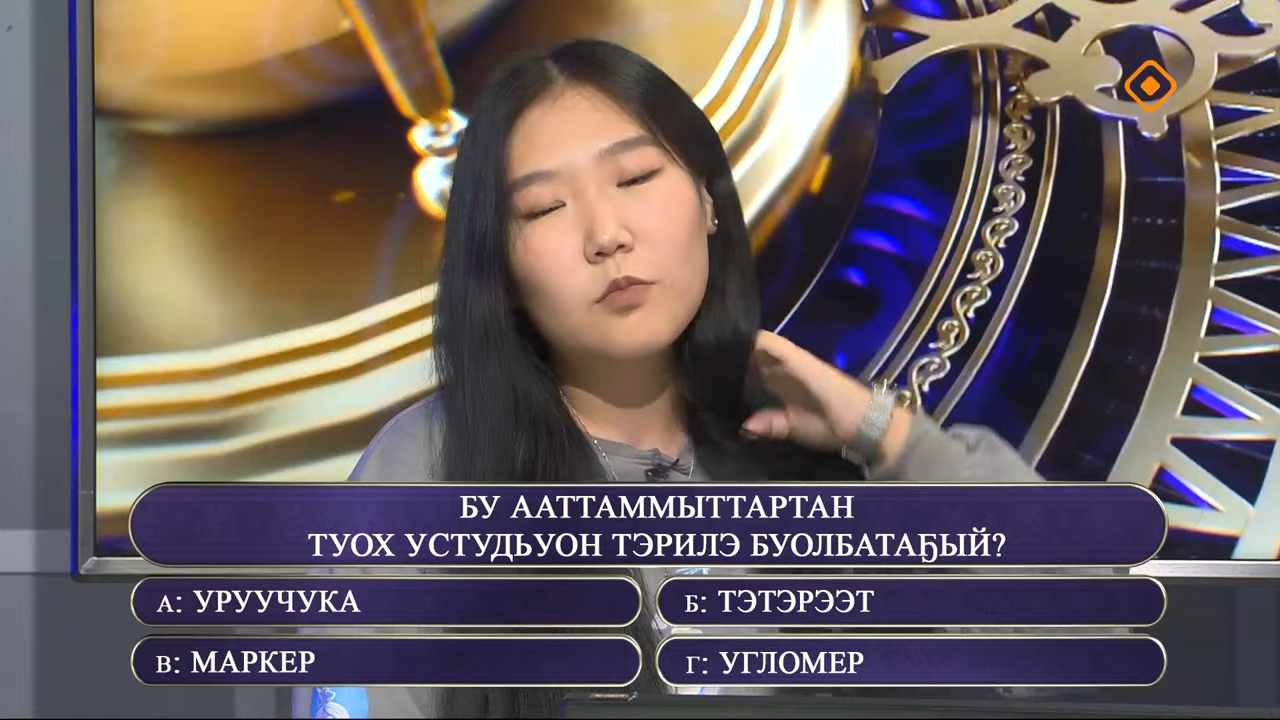 БУ ААТТАММЫТТАРТАН
ТУОХ УСТУДЬУОН ТЭРИЛЭ БУОЛБАТАҔЫЙ?
А: УРУУЧУКА
Б: ТЭТЭРЭЭТ
В: МАРКЕР
Г: УГЛОМЕР